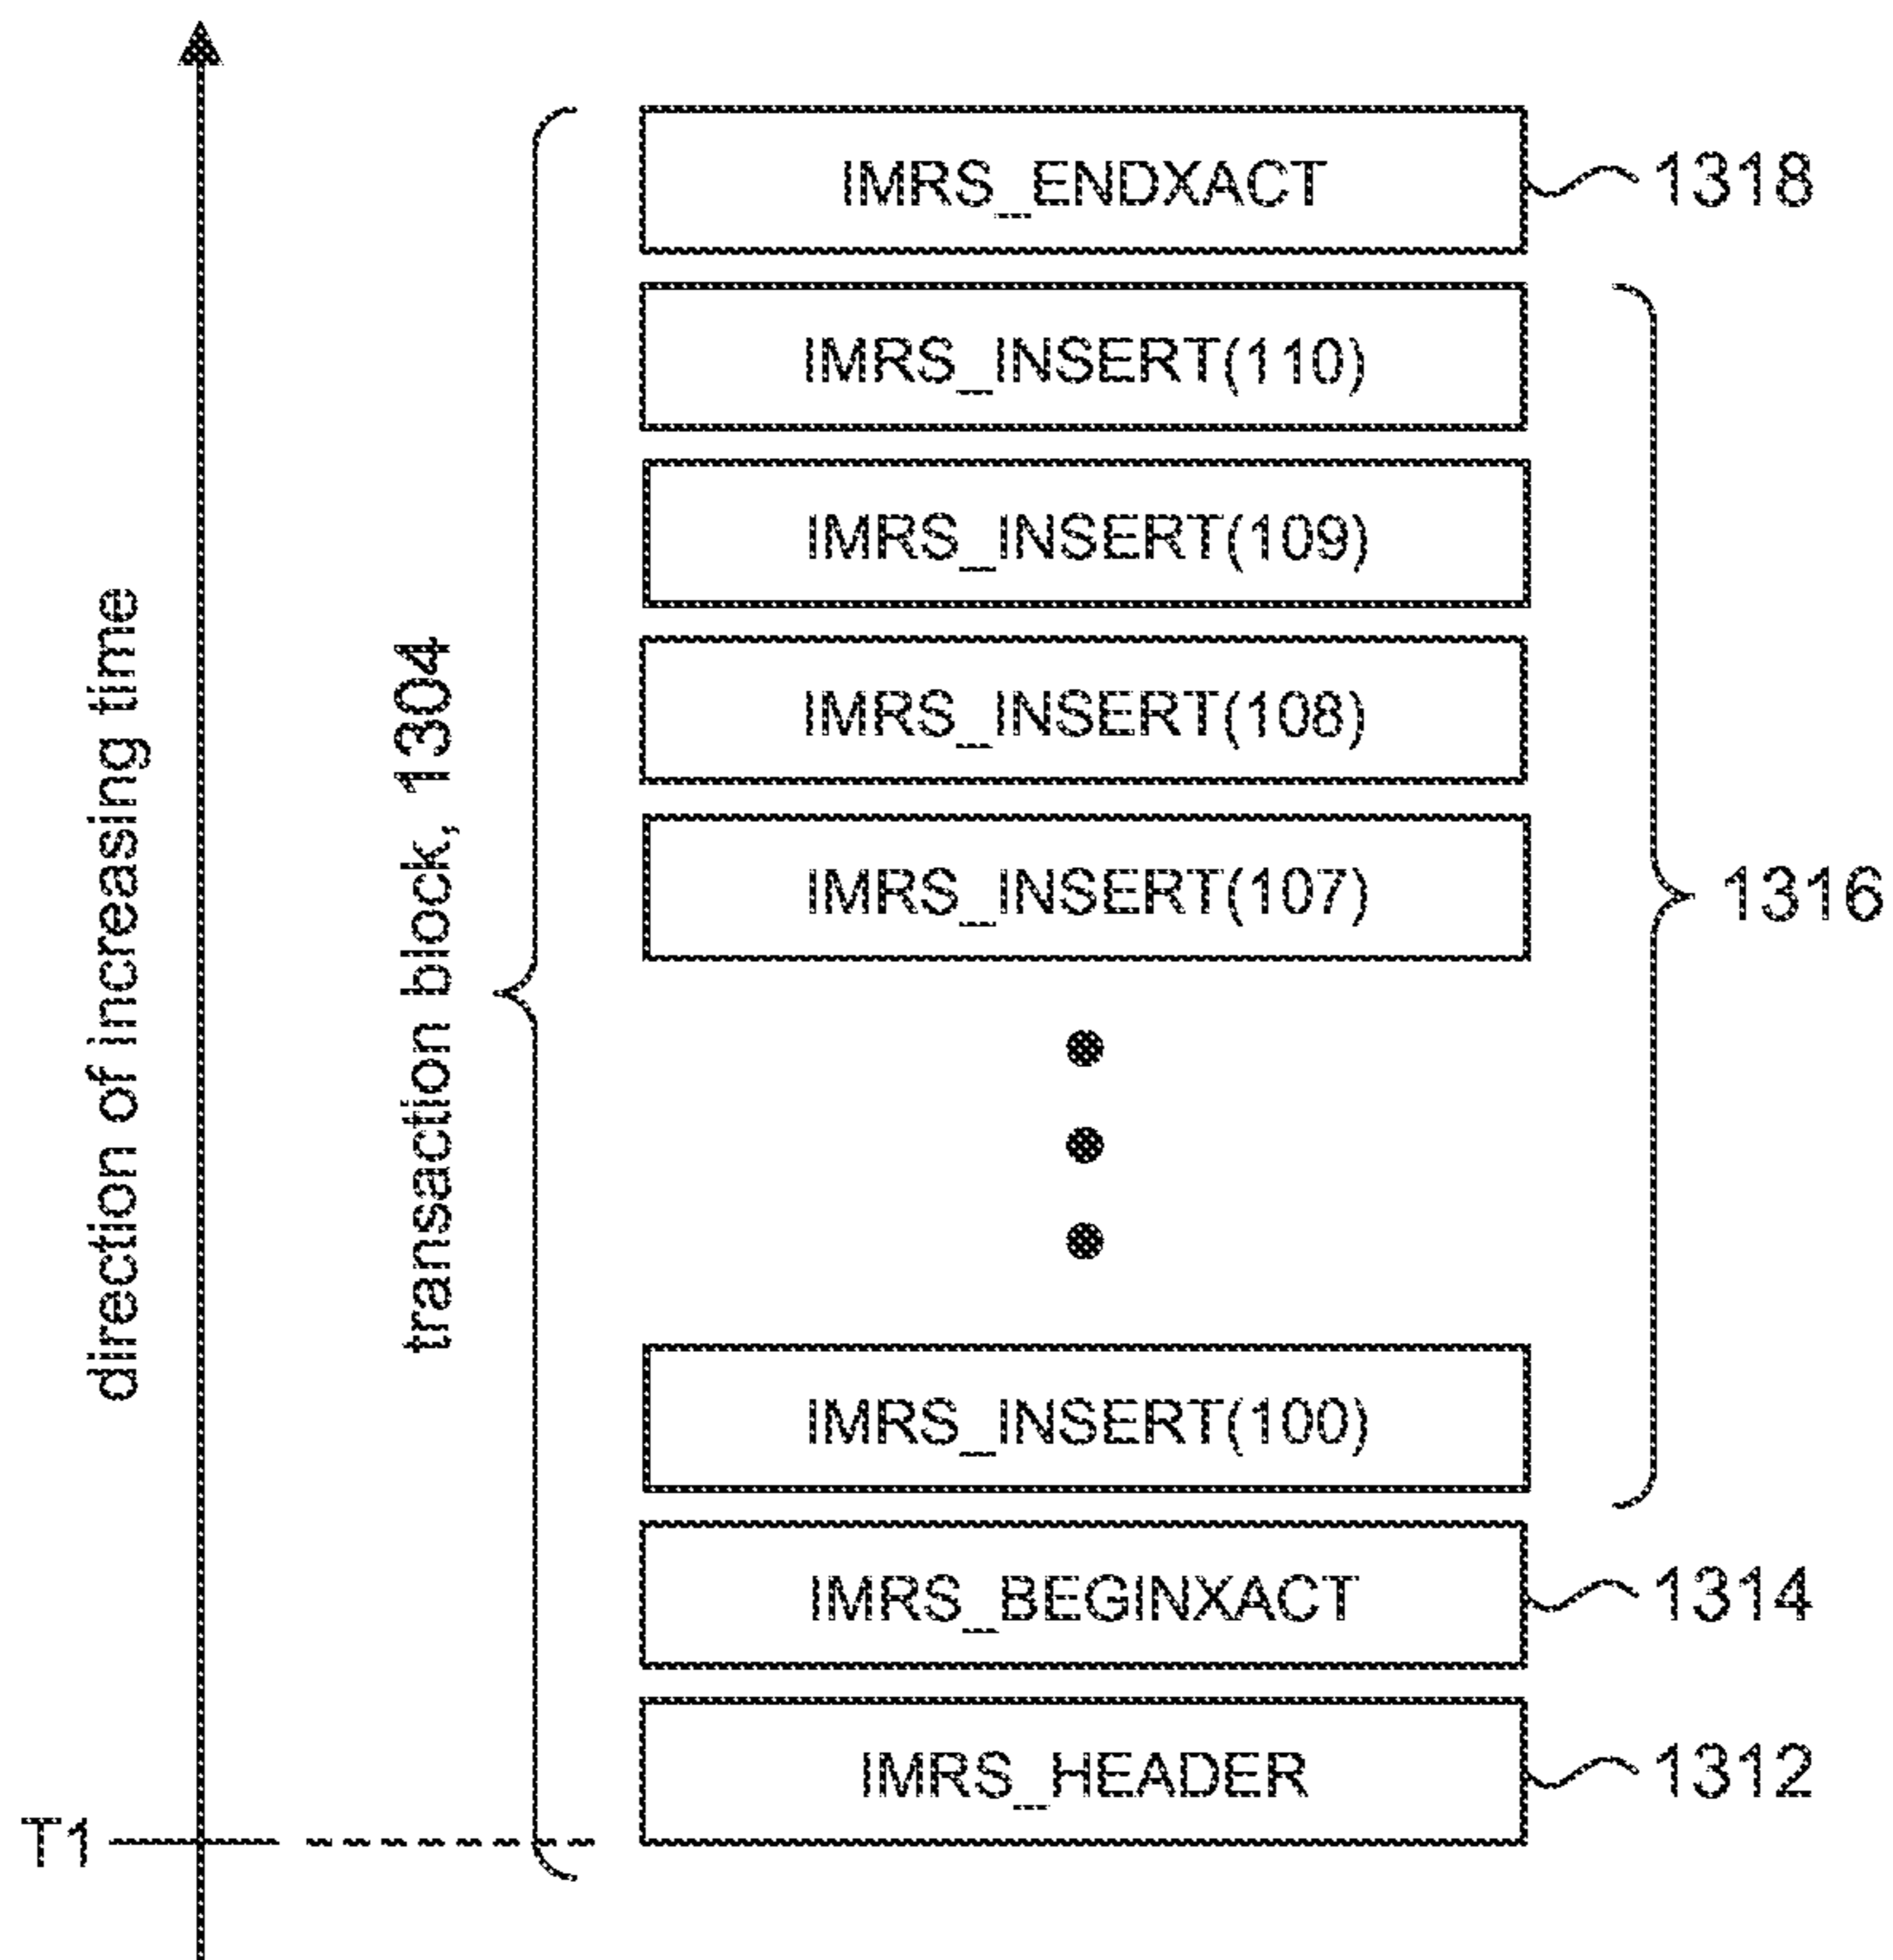 IMRS_ENDXACT 1318
IMRS_INSERT(110)
IMRS_INSERT(109)
IMRS_INSERT(108)
IMRS_INSERT(107)
1316
IMRS_INSERT(100)
IMRS_BEGINXACT 1314
IMRS_HEADER 1312
T1
direction of increasing time
transaction block, 1304